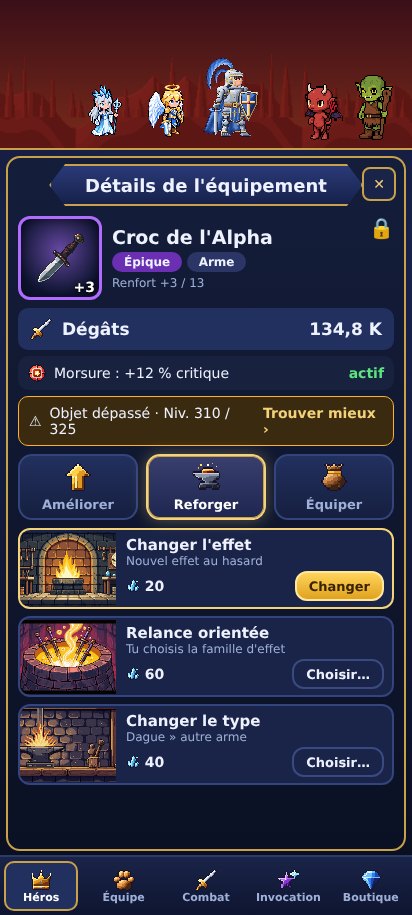 Détails de l'équipement
×
Croc de l'Alpha
Épique
Arme
Renfort +3 / 13
+3
Dégâts
134,8 K
Morsure : +12 % critique
actif
⚠ Objet dépassé · Niv. 310 /
325
Trouver mieux
›
Améliorer
Reforger
Équiper
Changer l'effet
Nouvel effet au hasard
20
Changer
Relance orientée
Tu choisis la famille d'effet
60
Choisir…
Changer le type
Dague » autre arme
40
Choisir…
Héros
Équipe
Combat
Invocation
Boutique